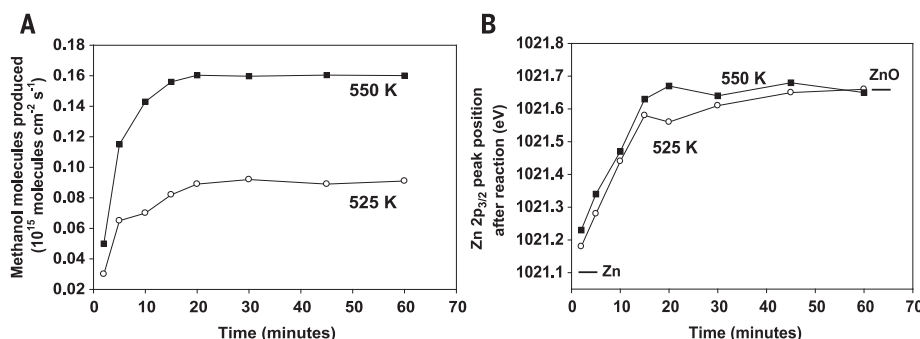 A
Methanol molecules produced
(10^15 molecules cm^-2 s^-1)
0.18
0.16
0.14
0.12
0.10
0.08
0.06
0.04
0.02
550 K
525 K
0 10 20 30 40 50 60 70
Time (minutes)
B
Zn 2p3/2 peak position
after reaction (eV)
1021.8
1021.7
1021.6
1021.5
1021.4
1021.3
1021.2
1021.1
550 K
ZnO
525 K
Zn
0 10 20 30 40 50 60 70
Time (minutes)